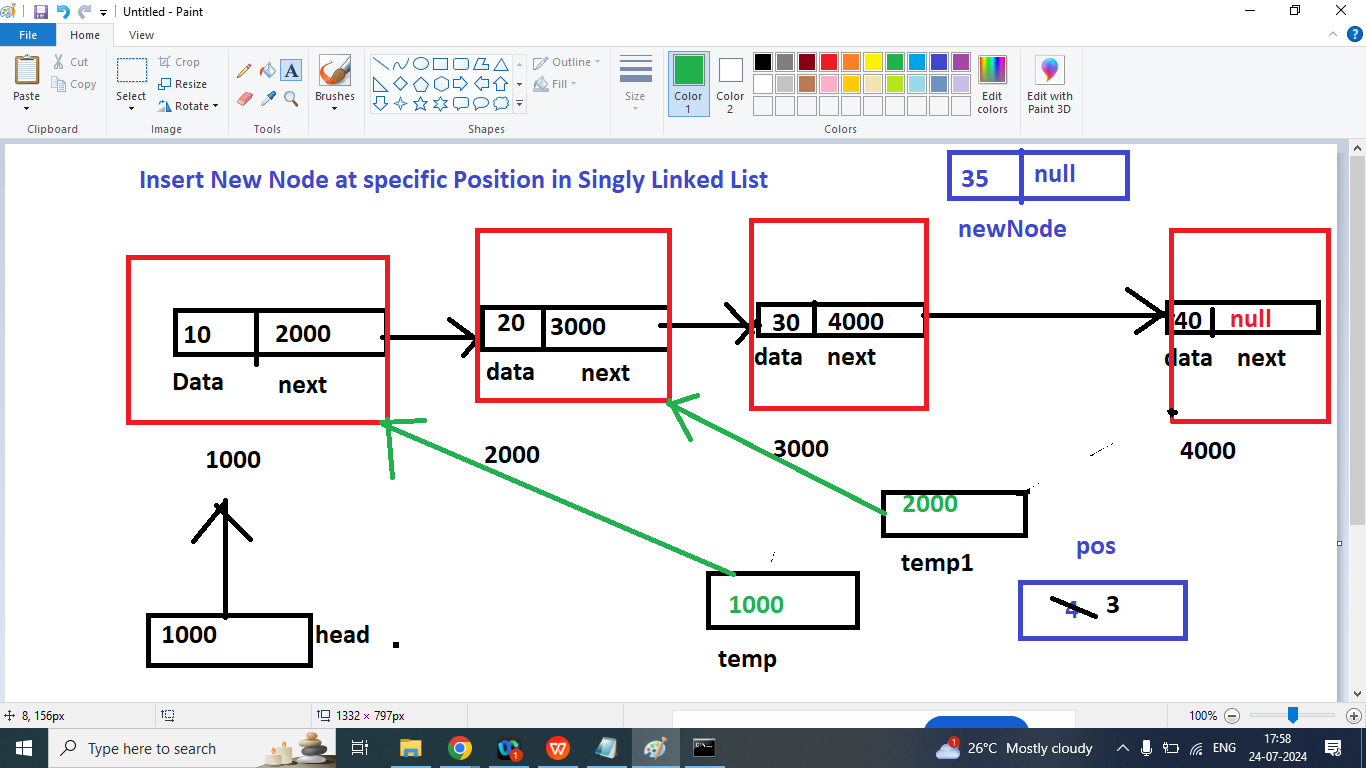 Untitled - Paint
File Home View
Paste
Cut
Copy
Clipboard
Select
Crop
Resize
Rotate
Image
A
Tools
Brushes
Outline
Fill
Shapes
Size
Color 1
Color 2
Colors
Edit colors
Edit with Paint 3D
Insert New Node at specific Position in Singly Linked List
35 null
newNode
10 2000
Data next
1000
20 3000
data next
2000
30 4000
data next
3000
40 null
data next
4000
2000
temp1
1000
temp
pos
4 3
1000 head
8, 156px
1332 × 797px
100%
Type here to search
26°C Mostly cloudy
ENG
17:58
24-07-2024